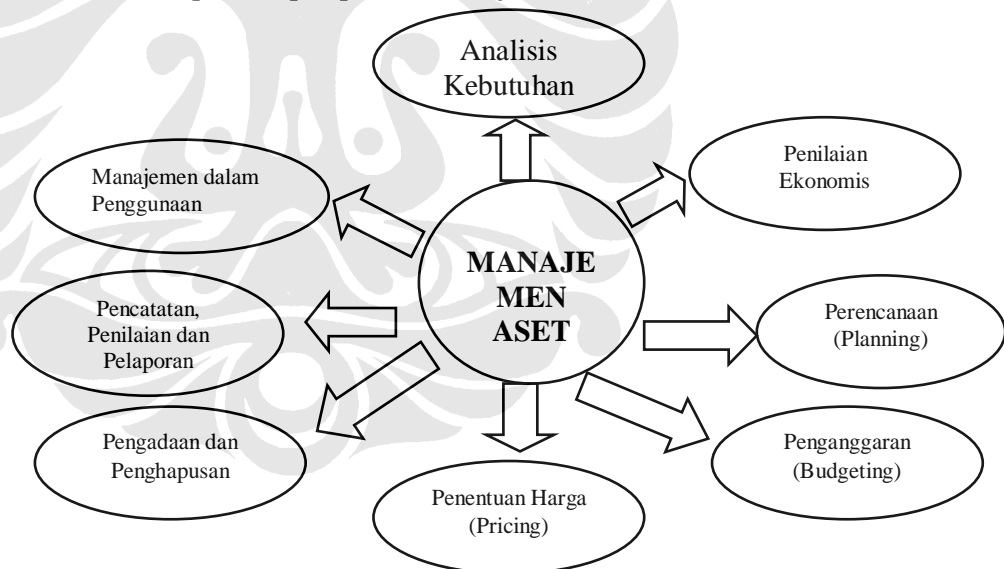 Analisis
Kebutuhan
Penilaian
Ekonomis
Manajemen dalam
Penggunaan
MANAJE
MEN
ASET
Pencatatan,
Penilaian dan
Pelaporan
Perencanaan
(Planning)
Pengadaan dan
Penghapusan
Penganggaran
(Budgeting)
Penentuan Harga
(Pricing)